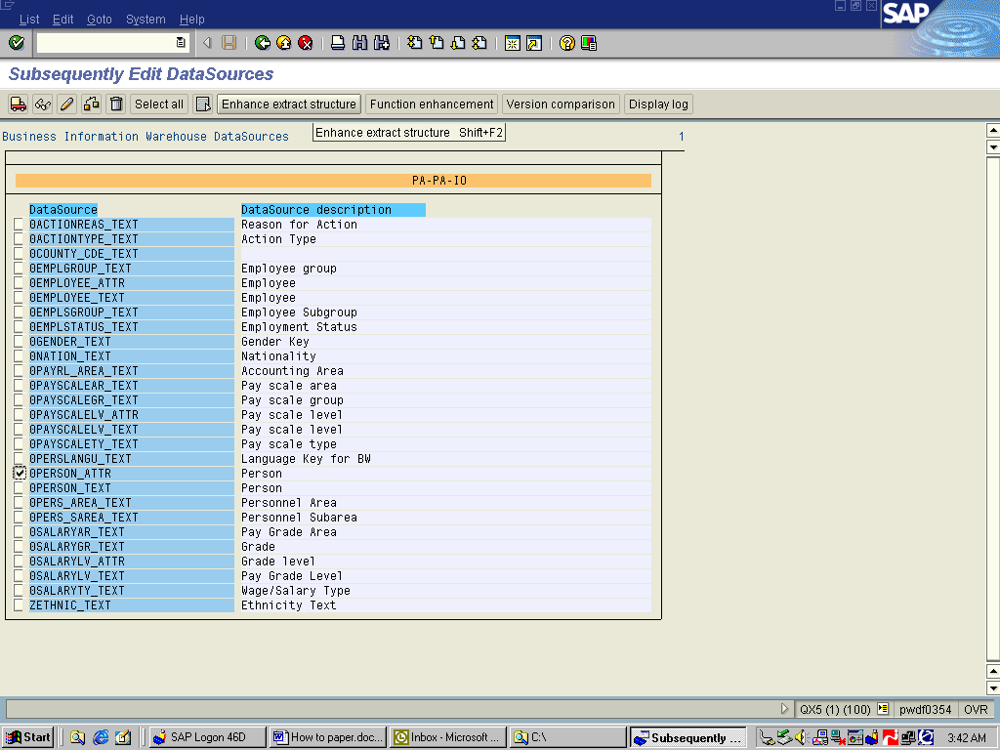 List Edit Goto System Help
SAP
Subsequently Edit DataSources
Select all Enhance extract structure Function enhancement Version comparison Display log
Business Information Warehouse DataSources Enhance extract structure Shift+F2 1
PA-PA-IO
DataSource DataSource description
0ACTIONREAS_TEXT Reason for Action
0ACTIONTYPE_TEXT Action Type
0COUNTY_CDE_TEXT
0EMPLGROUP_TEXT Employee group
0EMPLOYEE_ATTR Employee
0EMPLOYEE_TEXT Employee
0EMPLSGROUP_TEXT Employee Subgroup
0EMPLSTATUS_TEXT Employment Status
0GENDER_TEXT Gender Key
0NATION_TEXT Nationality
0PAYRL_AREA_TEXT Accounting Area
0PAYSCALEAR_TEXT Pay scale area
0PAYSCALEGR_TEXT Pay scale group
0PAYSCALELV_ATTR Pay scale level
0PAYSCALELV_TEXT Pay scale level
0PAYSCALETY_TEXT Pay scale type
0PERSLANGU_TEXT Language Key for BW
0PERSON_ATTR Person
0PERSON_TEXT Person
0PERS_AREA_TEXT Personnel Area
0PERS_SAREA_TEXT Personnel Subarea
0SALARYAR_TEXT Pay Grade Area
0SALARYGR_TEXT Grade
0SALARYLV_ATTR Grade level
0SALARYLV_TEXT Pay Grade Level
0SALARYTY_TEXT Wage/Salary Type
ZETHNIC_TEXT Ethnicity Text
QX5 (1) (100) pwdf0354 OVR
Start SAP Logon 46D How to paper.doc... Inbox - Microsoft ... C:\ Subsequently ... 3:42 AM